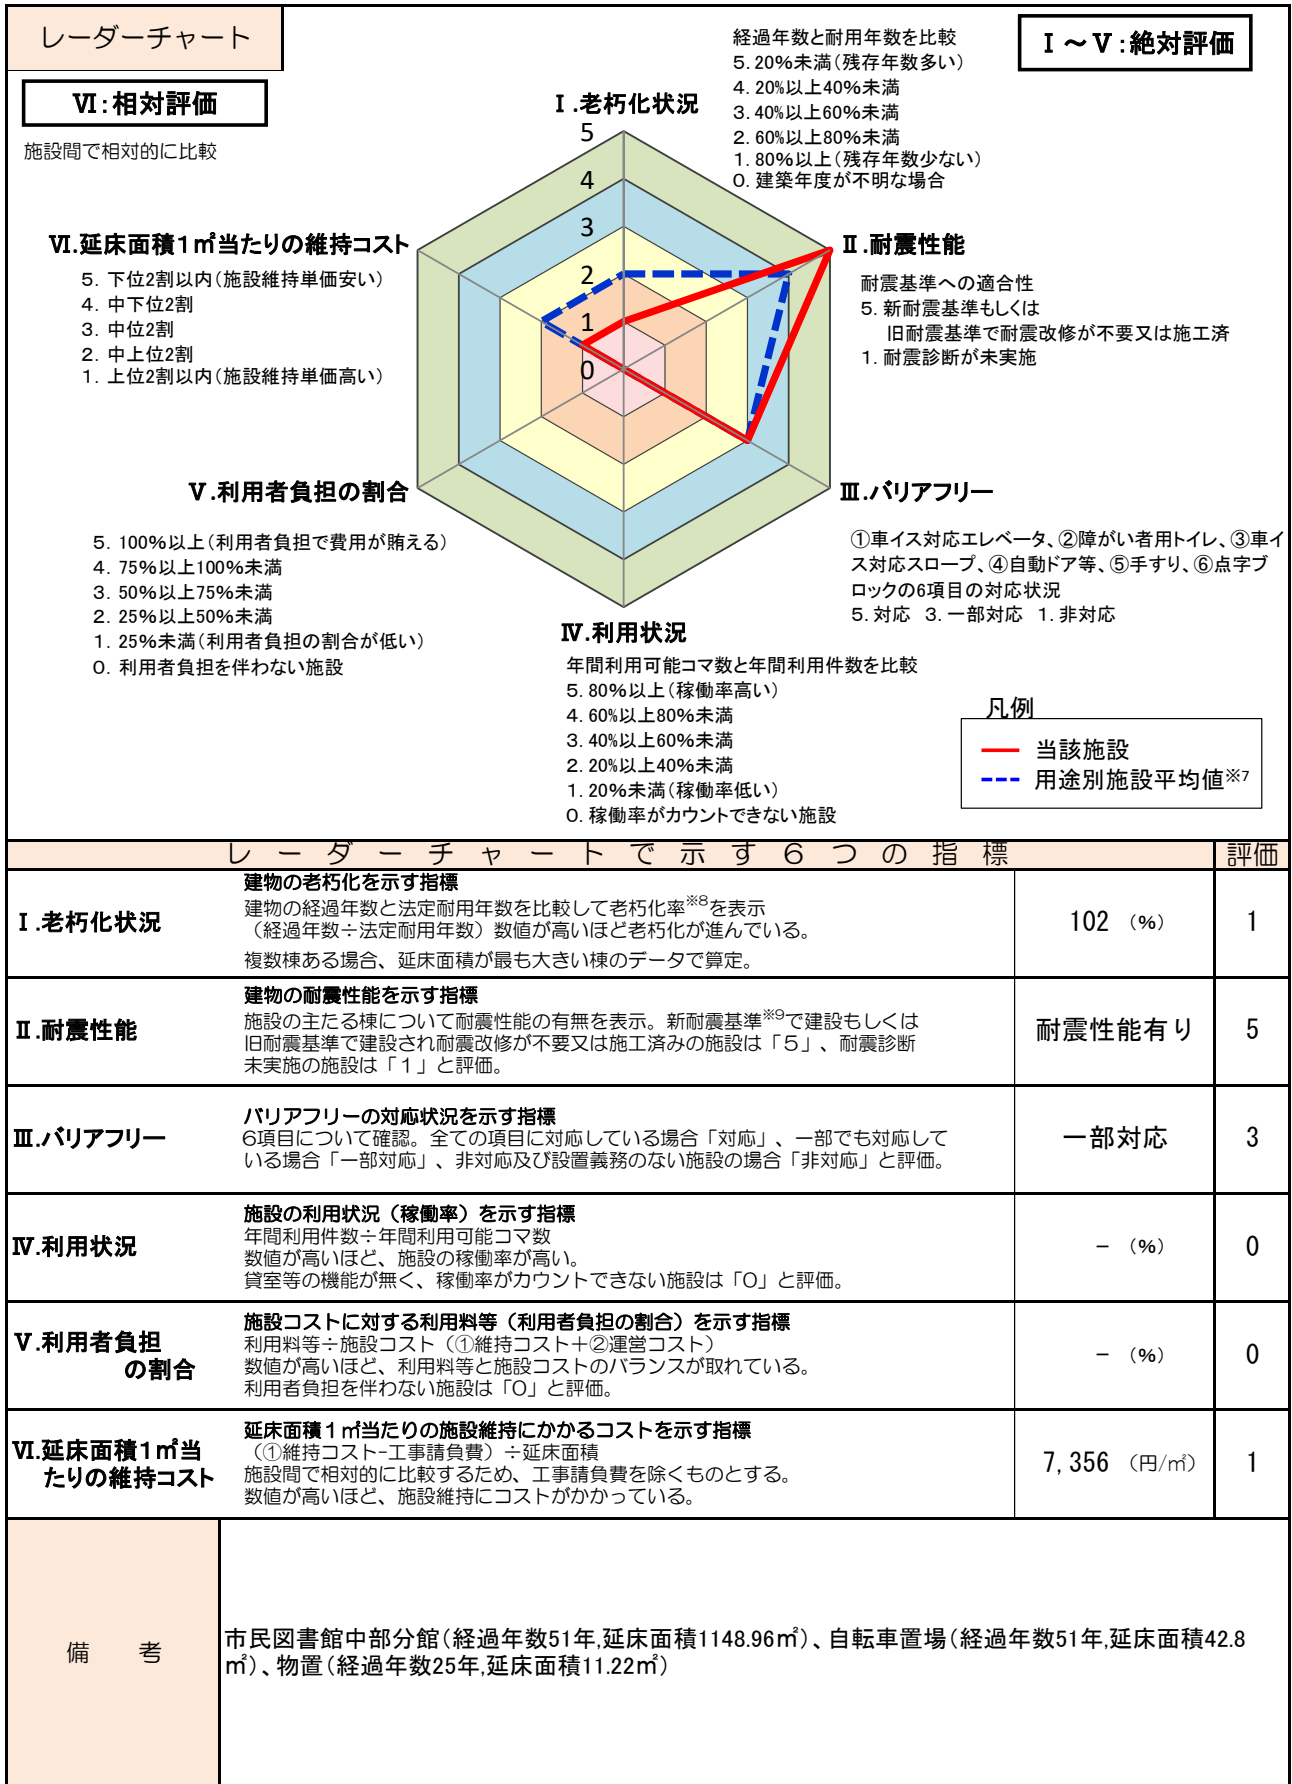 レーダーチャート
Ⅰ～Ⅴ：絶対評価
Ⅵ：相対評価
施設間で相対的に比較
経過年数と耐用年数を比較
5．20％未満（残存年数多い）
4．20％以上40％未満
3．40％以上60％未満
2．60％以上80％未満
1．80％以上（残存年数少ない）
0．建築年度が不明な場合
Ⅰ．老朽化状況
5
4
3
2
1
0
Ⅵ.延床面積１㎡当たりの維持コスト
5．下位2割以内（施設維持単価安い）
4．中下位2割
3．中位2割
2．中上位2割
1．上位2割以内（施設維持単価高い）
Ⅱ．耐震性能
耐震基準への適合性
5．新耐震基準もしくは
旧耐震基準で耐震改修が不要又は施工済
1．耐震診断が未実施
Ⅴ．利用者負担の割合
5．100％以上（利用者負担で費用が賄える）
4．75％以上100％未満
3．50％以上75％未満
2．25％以上50％未満
1．25％未満（利用者負担の割合が低い）
0．利用者負担を伴わない施設
Ⅲ.バリアフリー
①車イス対応エレベータ、②障がい者用トイレ、③車イ
ス対応スロープ、④自動ドア等、⑤手すり、⑥点字ブ
ロックの6項目の対応状況
5．対応 3．一部対応 1．非対応
Ⅳ.利用状況
年間利用可能コマ数と年間利用件数を比較
5．80％以上（稼働率高い）
4．60％以上80％未満
3．40％以上60％未満
2．20％以上40％未満
1．20％未満（稼働率低い）
0．稼働率がカウントできない施設
凡例
当該施設
用途別施設平均値※7
レーダーチャートで示す６つの指標 評価
Ⅰ．老朽化状況
建物の老朽化を示す指標
建物の経過年数と法定耐用年数を比較して老朽化率※8を表示
（経過年数÷法定耐用年数）数値が高いほど老朽化が進んでいる。
複数棟ある場合、延床面積が最も大きい棟のデータで算定。
102 （％） 1
Ⅱ．耐震性能
建物の耐震性能を示す指標
施設の主たる棟について耐震性能の有無を表示。新耐震基準※9で建設もしくは
旧耐震基準で建設され耐震改修が不要又は施工済みの施設は「５」、耐震診断
未実施の施設は「１」と評価。
耐震性能有り 5
Ⅲ.バリアフリー
バリアフリーの対応状況を示す指標
6項目について確認。全ての項目に対応している場合「対応」、一部でも対応して
いる場合「一部対応」、非対応及び設置義務のない施設の場合「非対応」と評価。
一部対応 3
Ⅳ.利用状況
施設の利用状況（稼働率）を示す指標
年間利用件数÷年間利用可能コマ数
数値が高いほど、施設の稼働率が高い。
貸室等の機能が無く、稼働率がカウントできない施設は「０」と評価。
－ （％） 0
Ⅴ．利用者負担
の割合
施設コストに対する利用料等（利用者負担の割合）を示す指標
利用料等÷施設コスト（①維持コスト＋②運営コスト）
数値が高いほど、利用料等と施設コストのバランスが取れている。
利用者負担を伴わない施設は「０」と評価。
－ （％） 0
Ⅵ.延床面積１㎡当
たりの維持コスト
延床面積１㎡当たりの施設維持にかかるコストを示す指標
（①維持コスト-工事請負費）÷延床面積
施設間で相対的に比較するため、工事請負費を除くものとする。
数値が高いほど、施設維持にコストがかかっている。
7,356 （円/㎡） 1
備 考
市民図書館中部分館（経過年数51年,延床面積1148.96㎡）、自転車置場（経過年数51年,延床面積42.8
㎡）、物置（経過年数25年,延床面積11.22㎡）